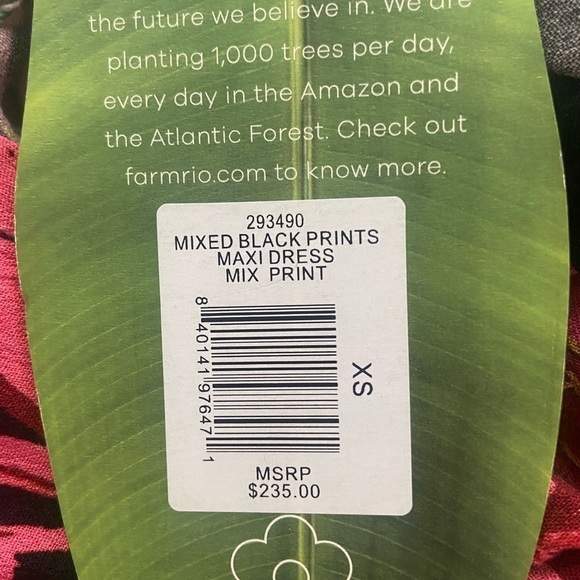 the future we believe in. We are
planting 1,000 trees per day,
every day in the Amazon and
the Atlantic Forest. Check out
farmrio.com to know more.
293490
MIXED BLACK PRINTS
MAXI DRESS
MIX PRINT
8 40141 97647 1
XS
MSRP
$235.00